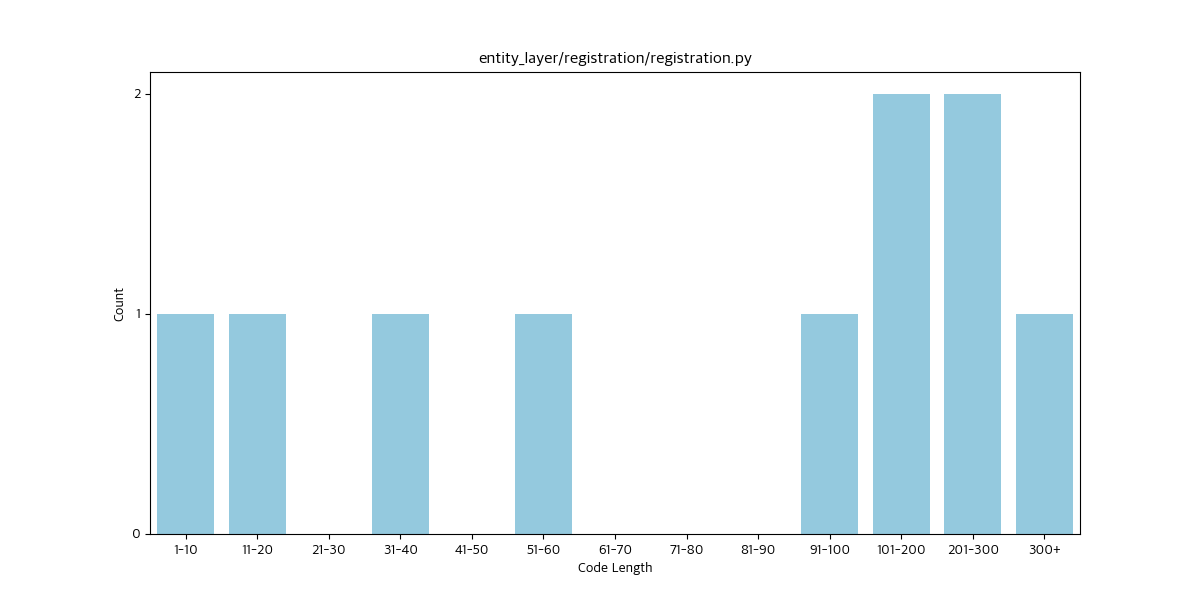 entity_layer/registration/registration.py
2
1
0
Count
1-10 11-20 21-30 31-40 41-50 51-60 61-70 71-80 81-90 91-100 101-200 201-300 300+
Code Length